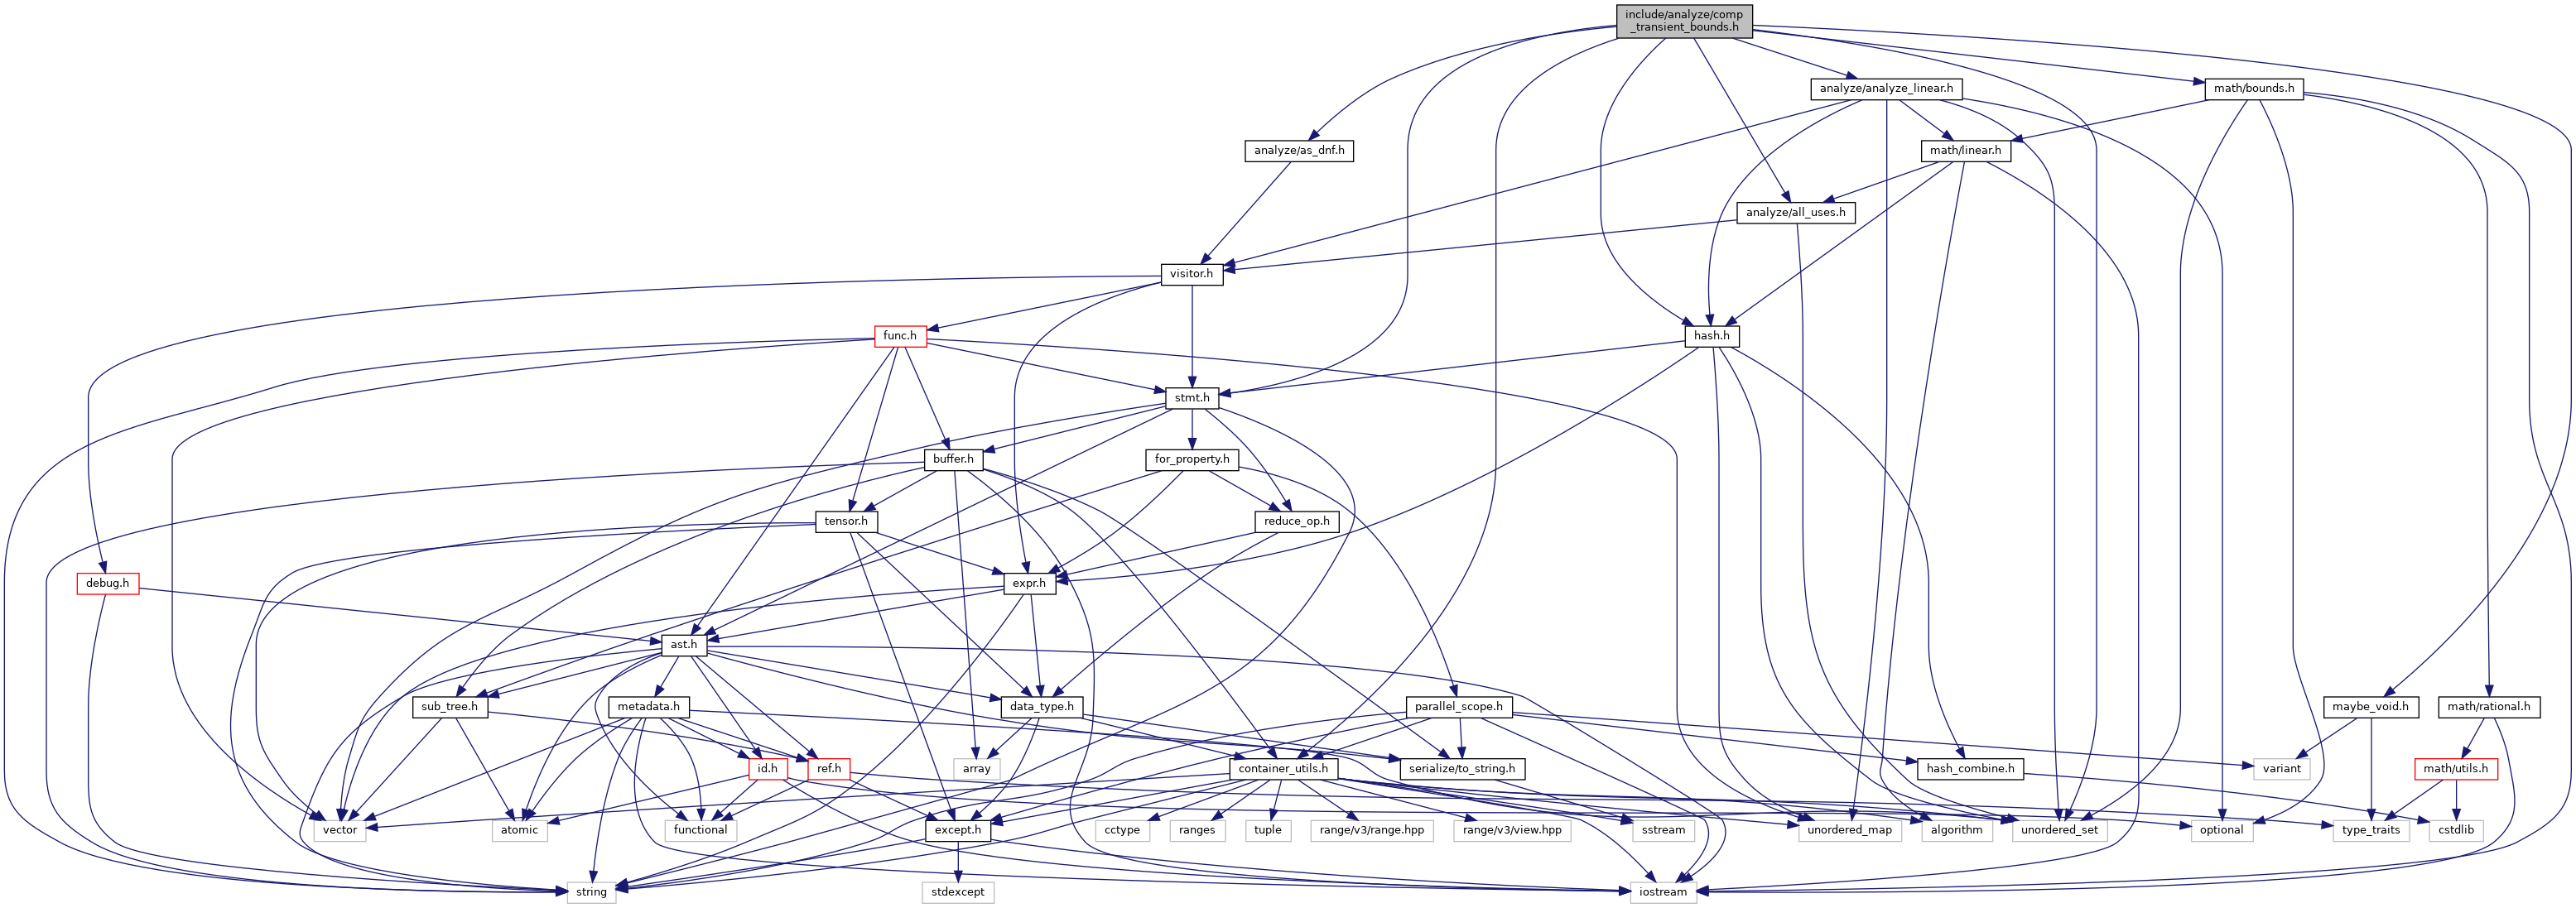 include/analyze/comp
_transient_bounds.h
analyze/analyze_linear.h
math/bounds.h
analyze/as_dnf.h
math/linear.h
analyze/all_uses.h
visitor.h
func.h
hash.h
stmt.h
buffer.h
for_property.h
tensor.h
reduce_op.h
debug.h
expr.h
ast.h
sub_tree.h
metadata.h
data_type.h
parallel_scope.h
maybe_void.h
math/rational.h
id.h
ref.h
array
container_utils.h
serialize/to_string.h
hash_combine.h
variant
math/utils.h
vector
atomic
functional
except.h
cctype
ranges
tuple
range/v3/range.hpp
range/v3/view.hpp
sstream
unordered_map
algorithm
unordered_set
optional
type_traits
cstdlib
string
stdexcept
iostream